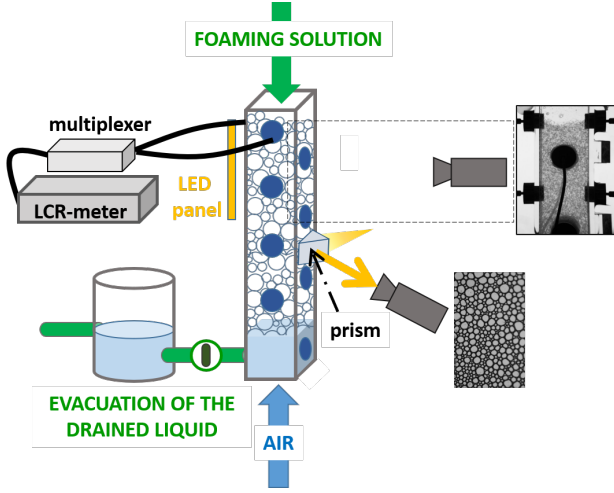 FOAMING SOLUTION
multiplexer
LCR-meter
LED
panel
prism
EVACUATION OF THE
DRAINED LIQUID
AIR